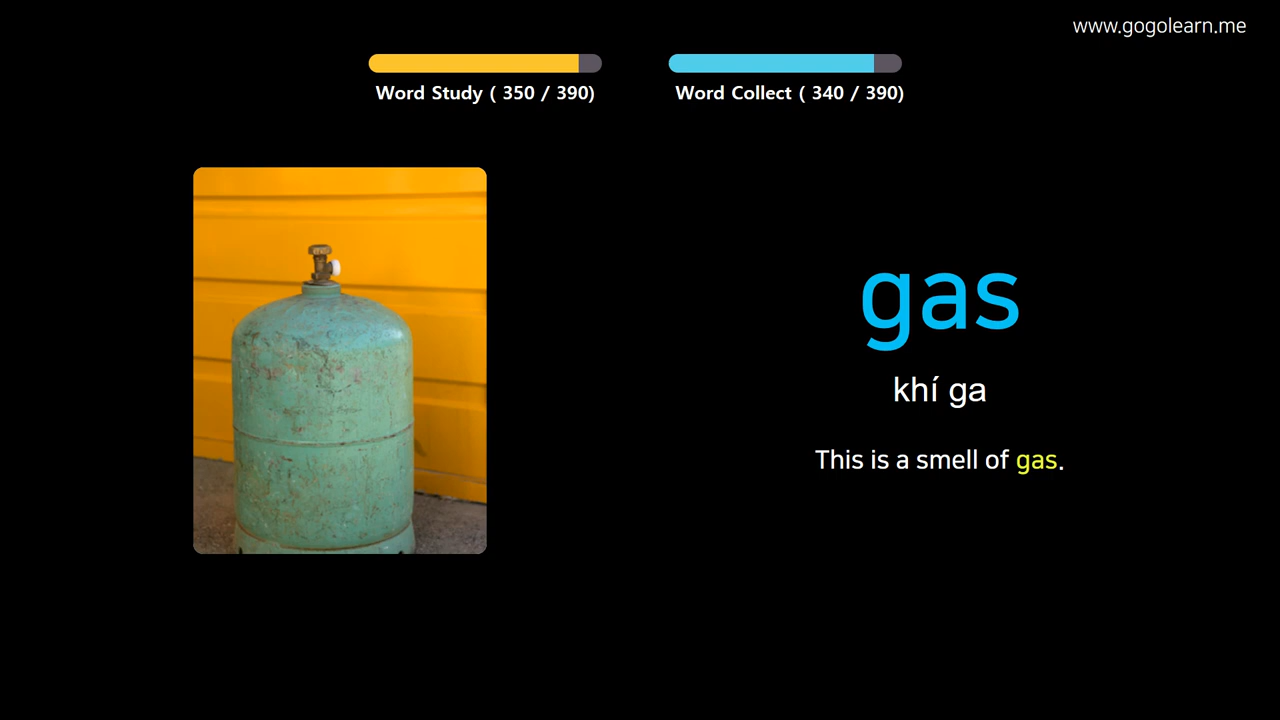 www.gogolearn.me
Word Study ( 350 / 390)
Word Collect ( 340 / 390)
gas
khí ga
This is a smell of gas.